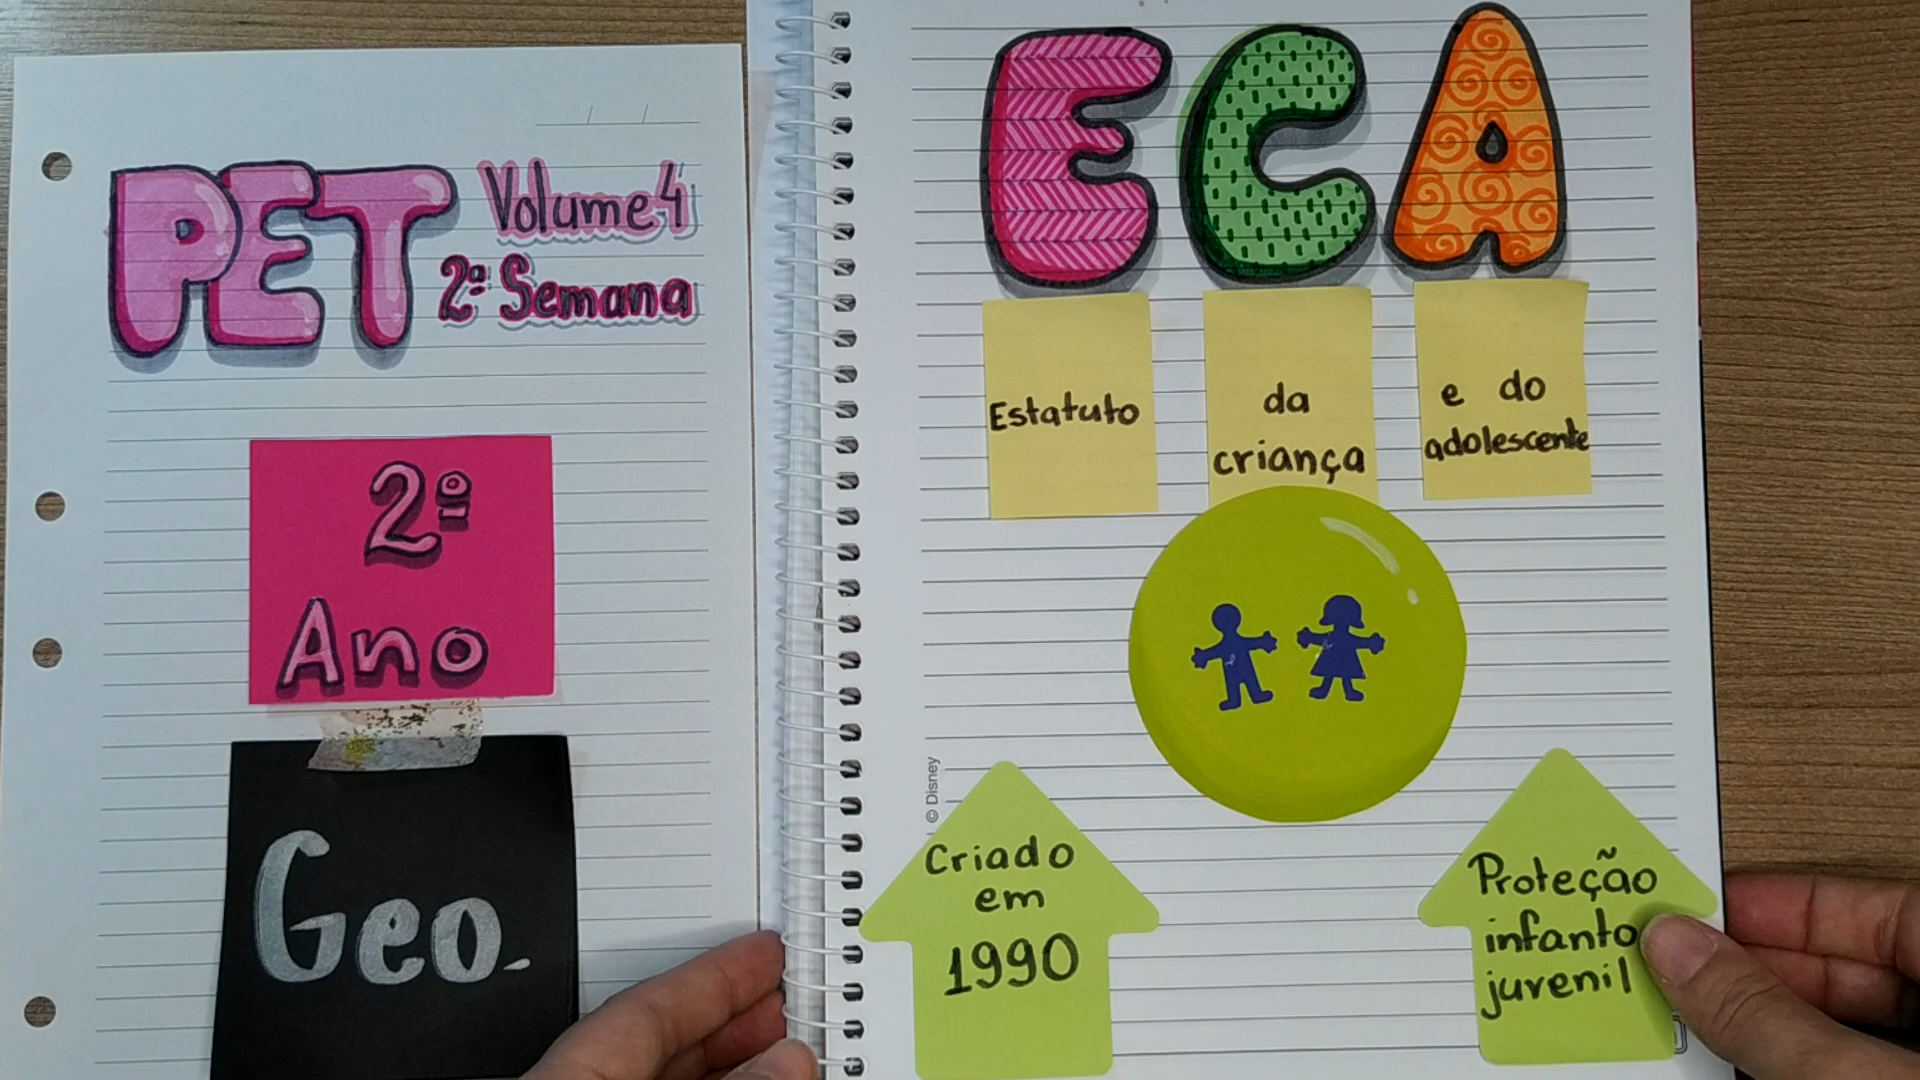 PET Volume 4
2ª Semana
2º
Ano
Geo.
ECA
Estatuto
da
criança
e do
adolescente
© Disney
Criado
em
1990
Proteção
infanto
juvenil